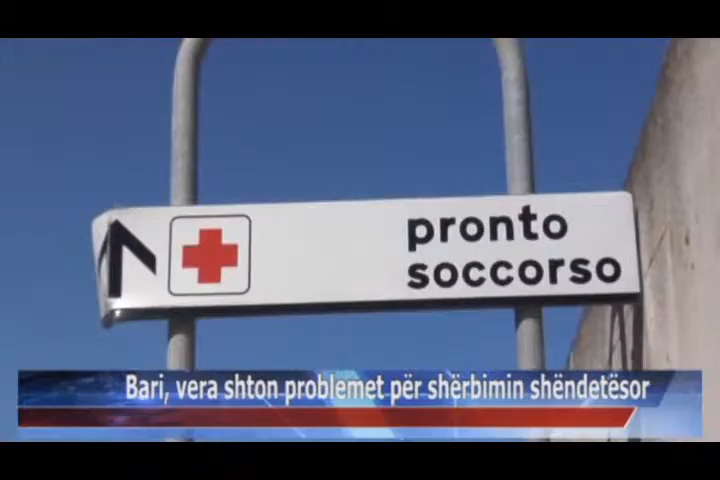 pronto
soccorso
Bari, vera shton problemet për shërbimin shëndetësor